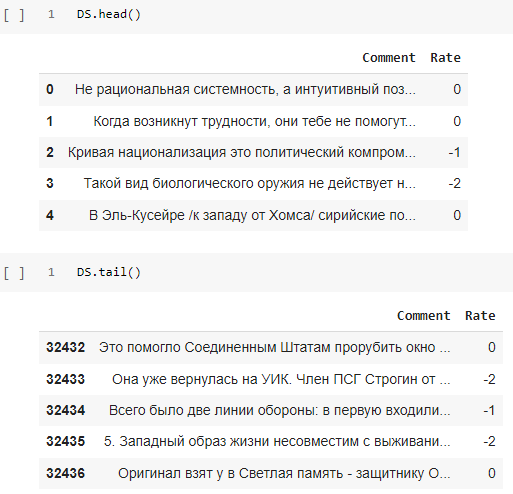 [ ] 1 DS.head()
Comment Rate
0 Не рациональная системность, а интуитивный поз... 0
1 Когда возникнут трудности, они тебе не помогут... 0
2 Кривая национализация это политический компром... -1
3 Такой вид биологического оружия не действует н... -2
4 В Эль-Кусейре /к западу от Хомса/ сирийские по... 0
[ ] 1 DS.tail()
Comment Rate
32432 Это помогло Соединенным Штатам прорубить окно ... 0
32433 Она уже вернулась на УИК. Член ПСГ Строгин от ... -2
32434 Всего было две линии обороны: в первую входили... -1
32435 5. Западный образ жизни несовместим с выживани... -2
32436 Оригинал взят у в Светлая память - защитнику О... 0